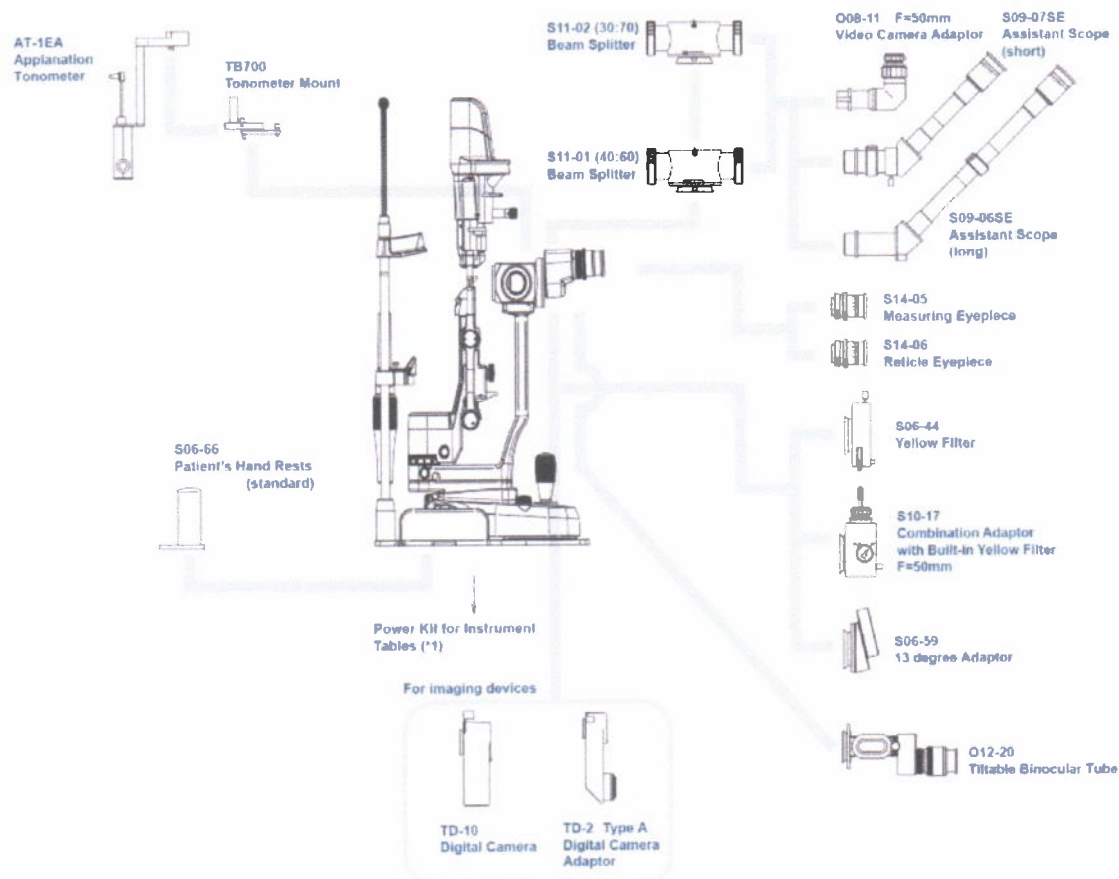 AT-1EA
Applanation
Tonometer
TB700
Tonometer Mount
S11-02 (30:70)
Beam Splitter
S11-01 (40:60)
Beam Splitter
O08-11 F=50mm
Video Camera Adaptor
S09-07SE
Assistant Scope
(short)
S09-06SE
Assistant Scope
(long)
S14-05
Measuring Eyepiece
S14-06
Reticle Eyepiece
S06-44
Yellow Filter
S10-17
Combination Adaptor
with Built-in Yellow Filter
F=50mm
S06-59
13 degree Adaptor
O12-20
Tiltable Binocular Tube
S06-66
Patient's Hand Rests
(standard)
Power Kit for Instrument
Tables (*1)
For imaging devices
TD-10
Digital Camera
TD-2 Type A
Digital Camera
Adaptor